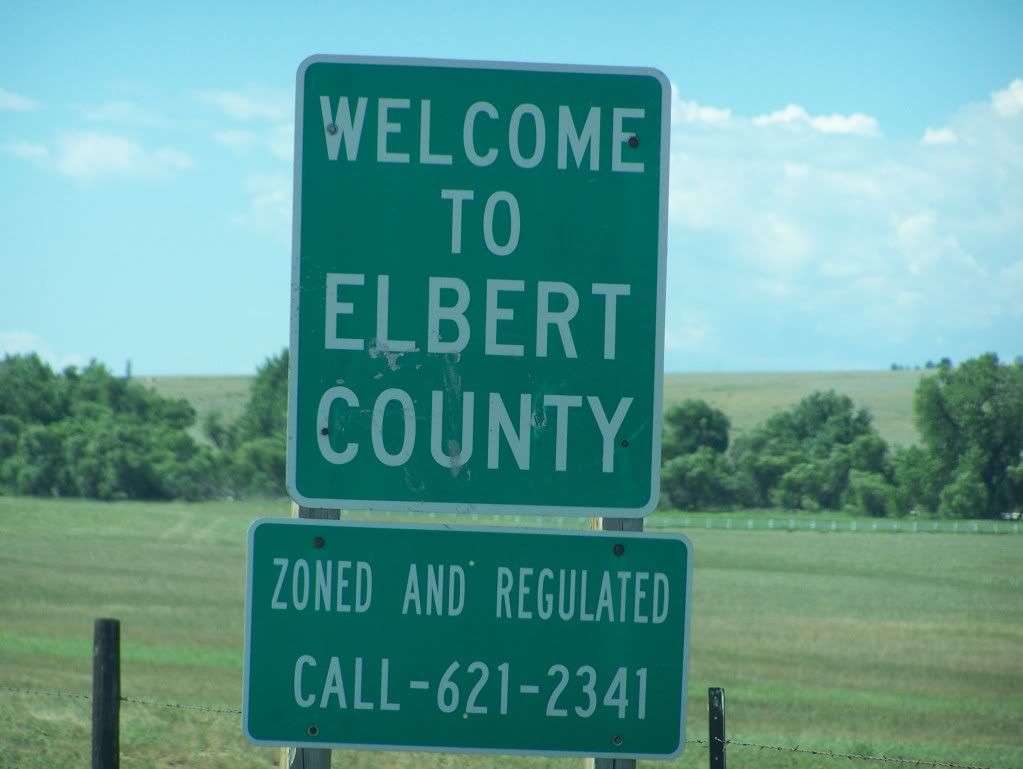 WELCOME
TO
ELBERT
COUNTY
ZONED AND REGULATED
CALL-621-2341